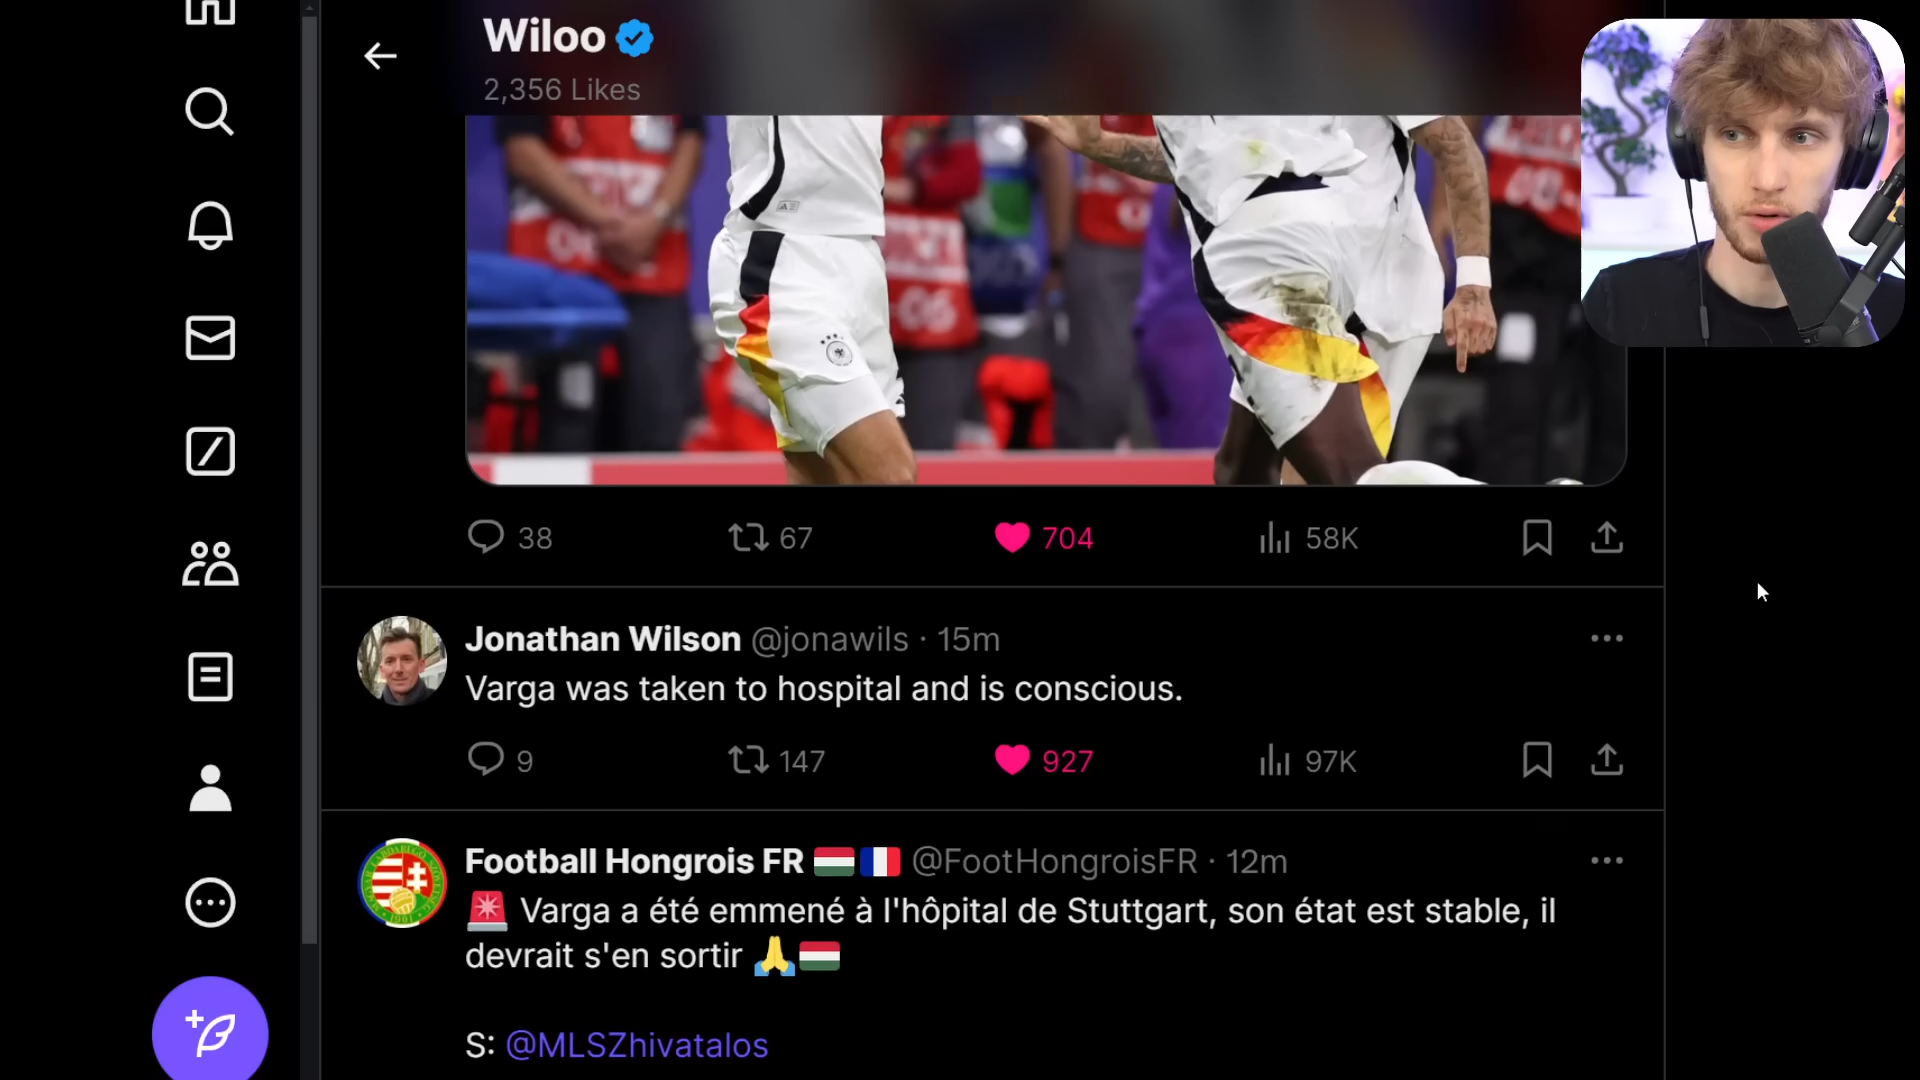 Wiloo
2,356 Likes
06
38
67
704
58K
Jonathan Wilson @jonawils · 15m
Varga was taken to hospital and is conscious.
9
147
927
97K
Football Hongrois FR 🇭🇺🇫🇷 @FootHongroisFR · 12m
🚨 Varga a été emmené à l'hôpital de Stuttgart, son état est stable, il
devrait s'en sortir 🙏🇭🇺
S: @MLSZhivatalos